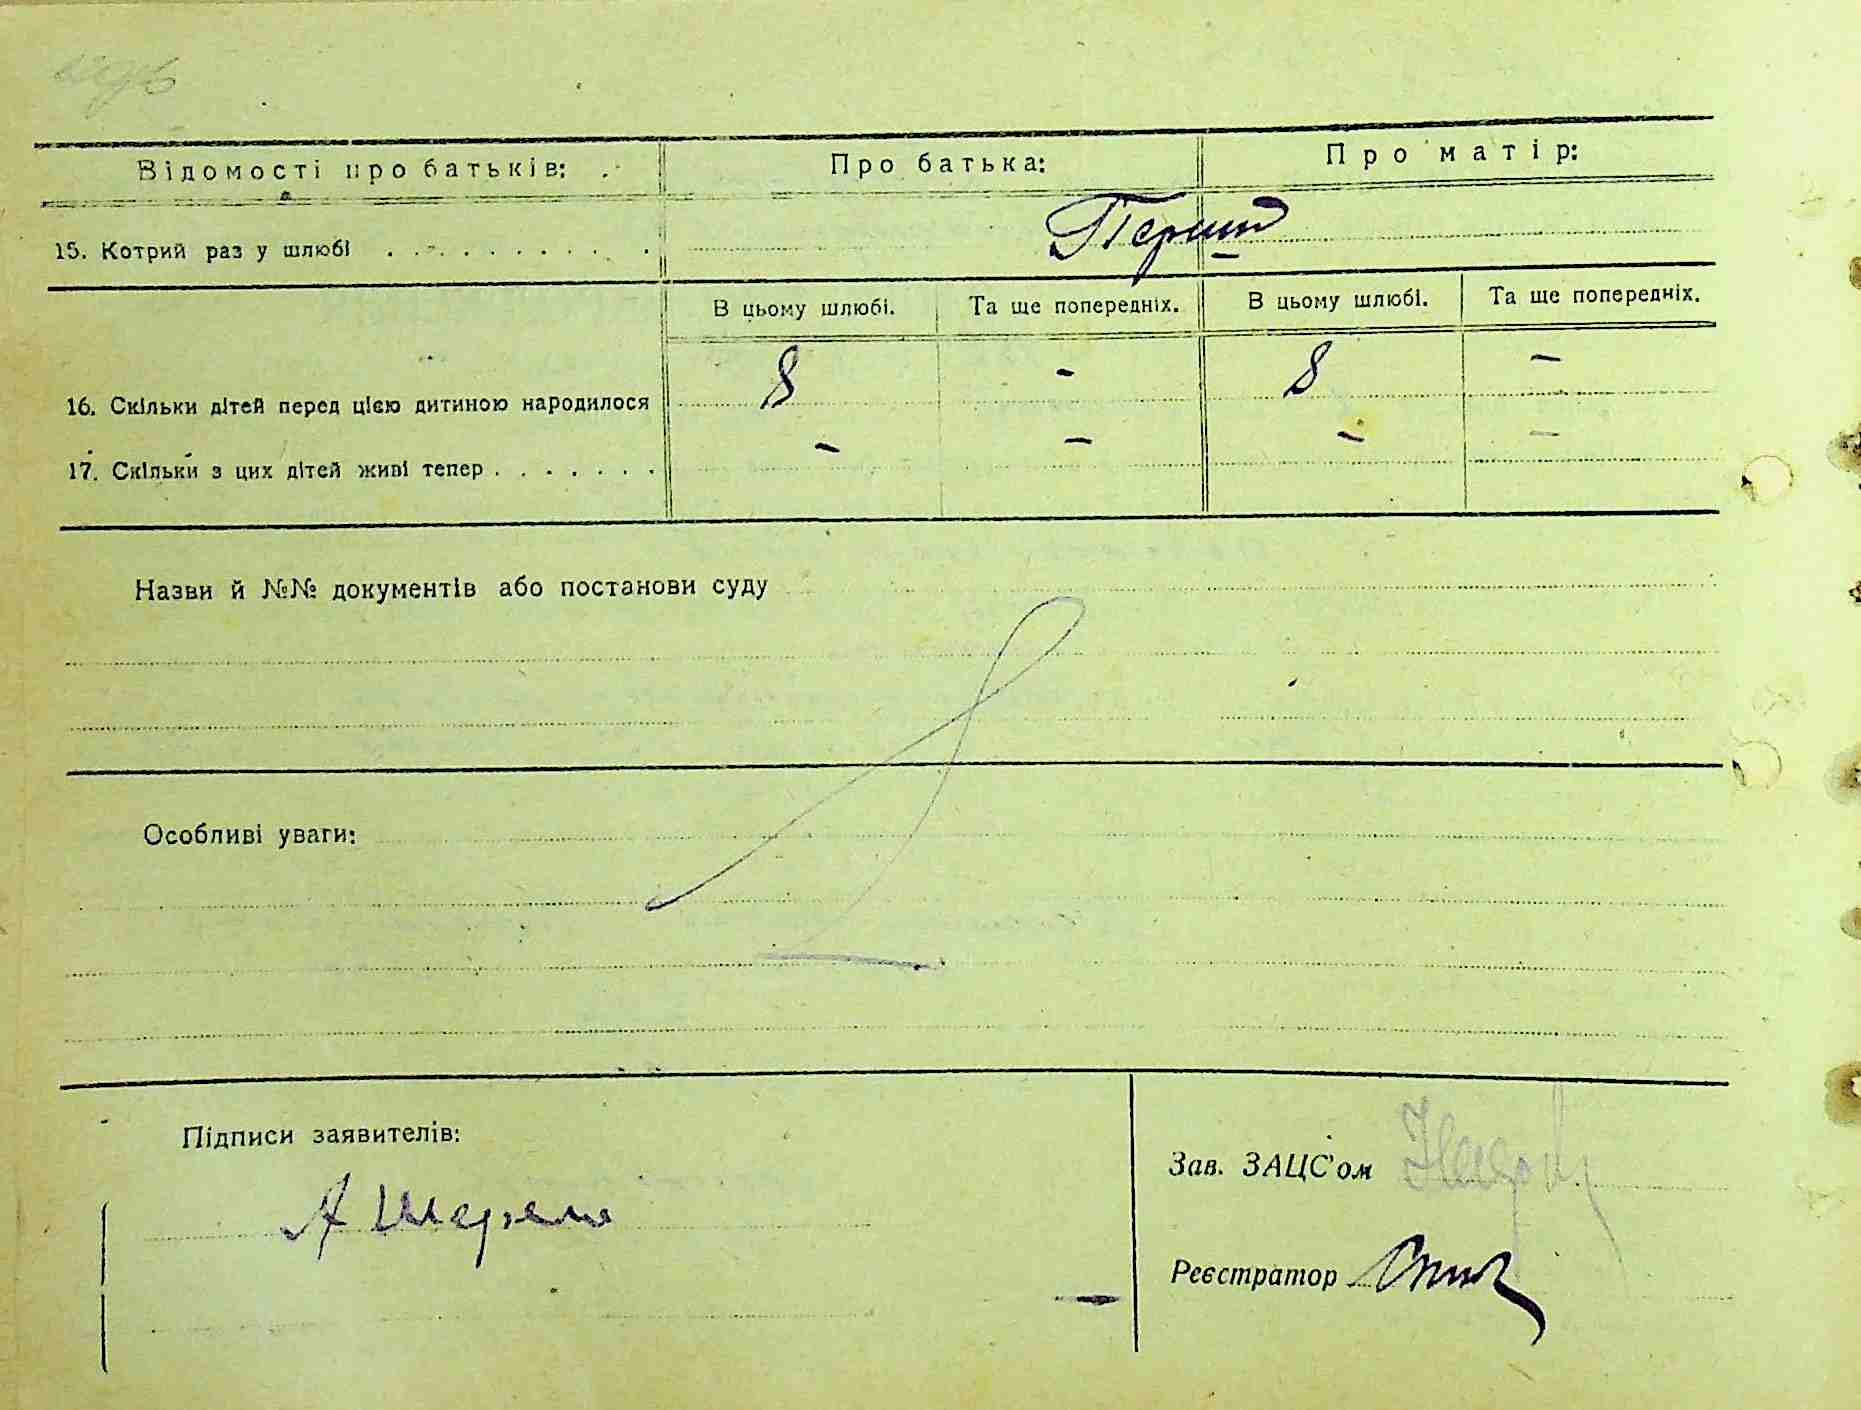 Відомості про батьків: Про батька: Про матір:
15. Котрий раз у шлюбі . . . . . . . . . . . Перший
В цьому шлюбі. Та ще попередніх. В цьому шлюбі. Та ще попередніх.
16. Скільки дітей перед цією дитиною народилося 8 - 8 -
17. Скільки з цих дітей живі тепер . . . . . . . - - - -
Назви й №№ документів або постанови суду
Особливі уваги:
Підписи заявителів:
Зав. ЗАЦС'ом
Реєстратор